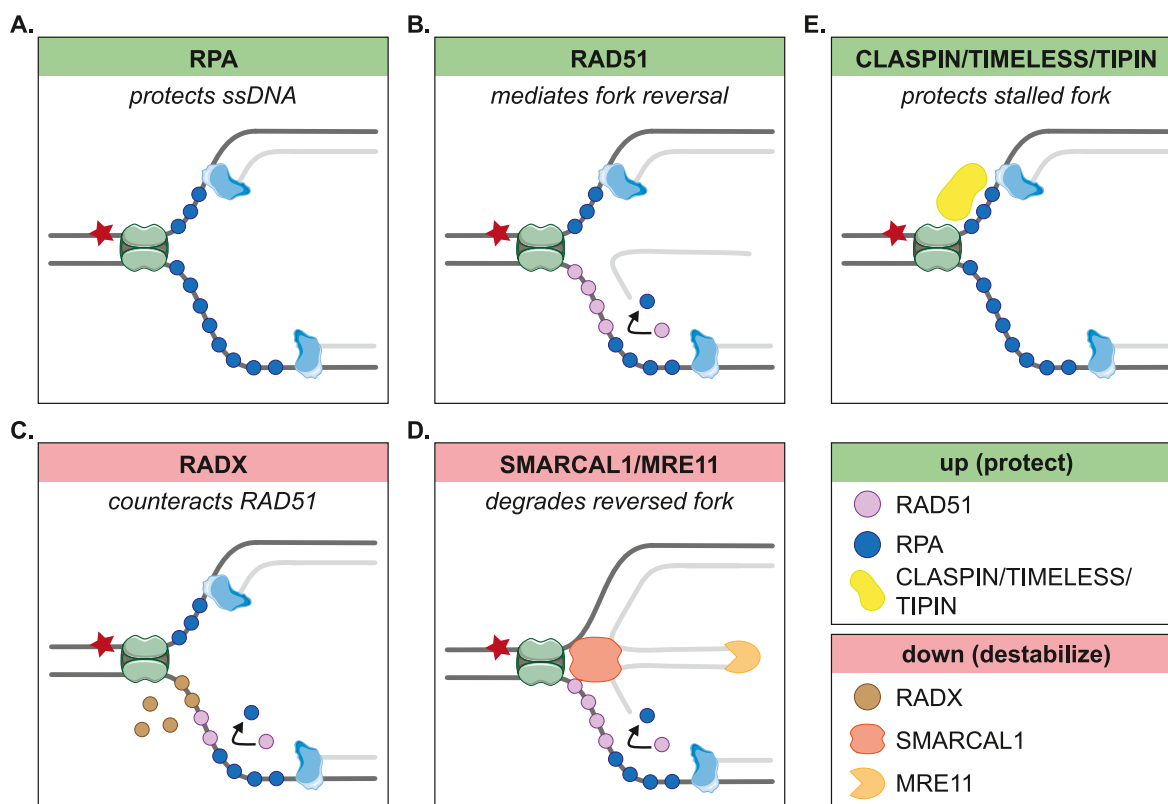 A.
RPA
protects ssDNA
B.
RAD51
mediates fork reversal
E.
CLASPIN/TIMELESS/TIPIN
protects stalled fork
C.
RADX
counteracts RAD51
D.
SMARCAL1/MRE11
degrades reversed fork
up (protect)
RAD51
RPA
CLASPIN/TIMELESS/
TIPIN
down (destabilize)
RADX
SMARCAL1
MRE11